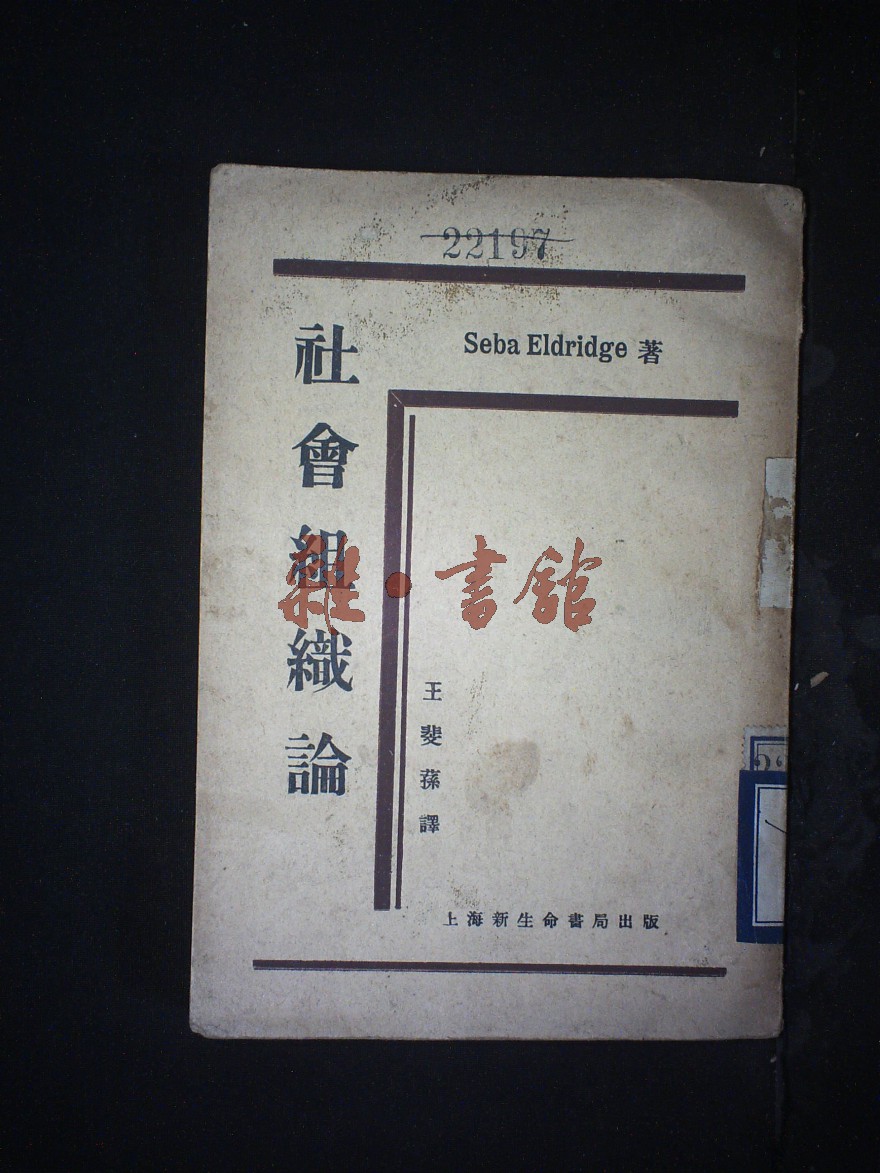 22197
Seba Eldridge 著
社會組織論
王斐蓀譯
上海新生命書局出版
雜·書館